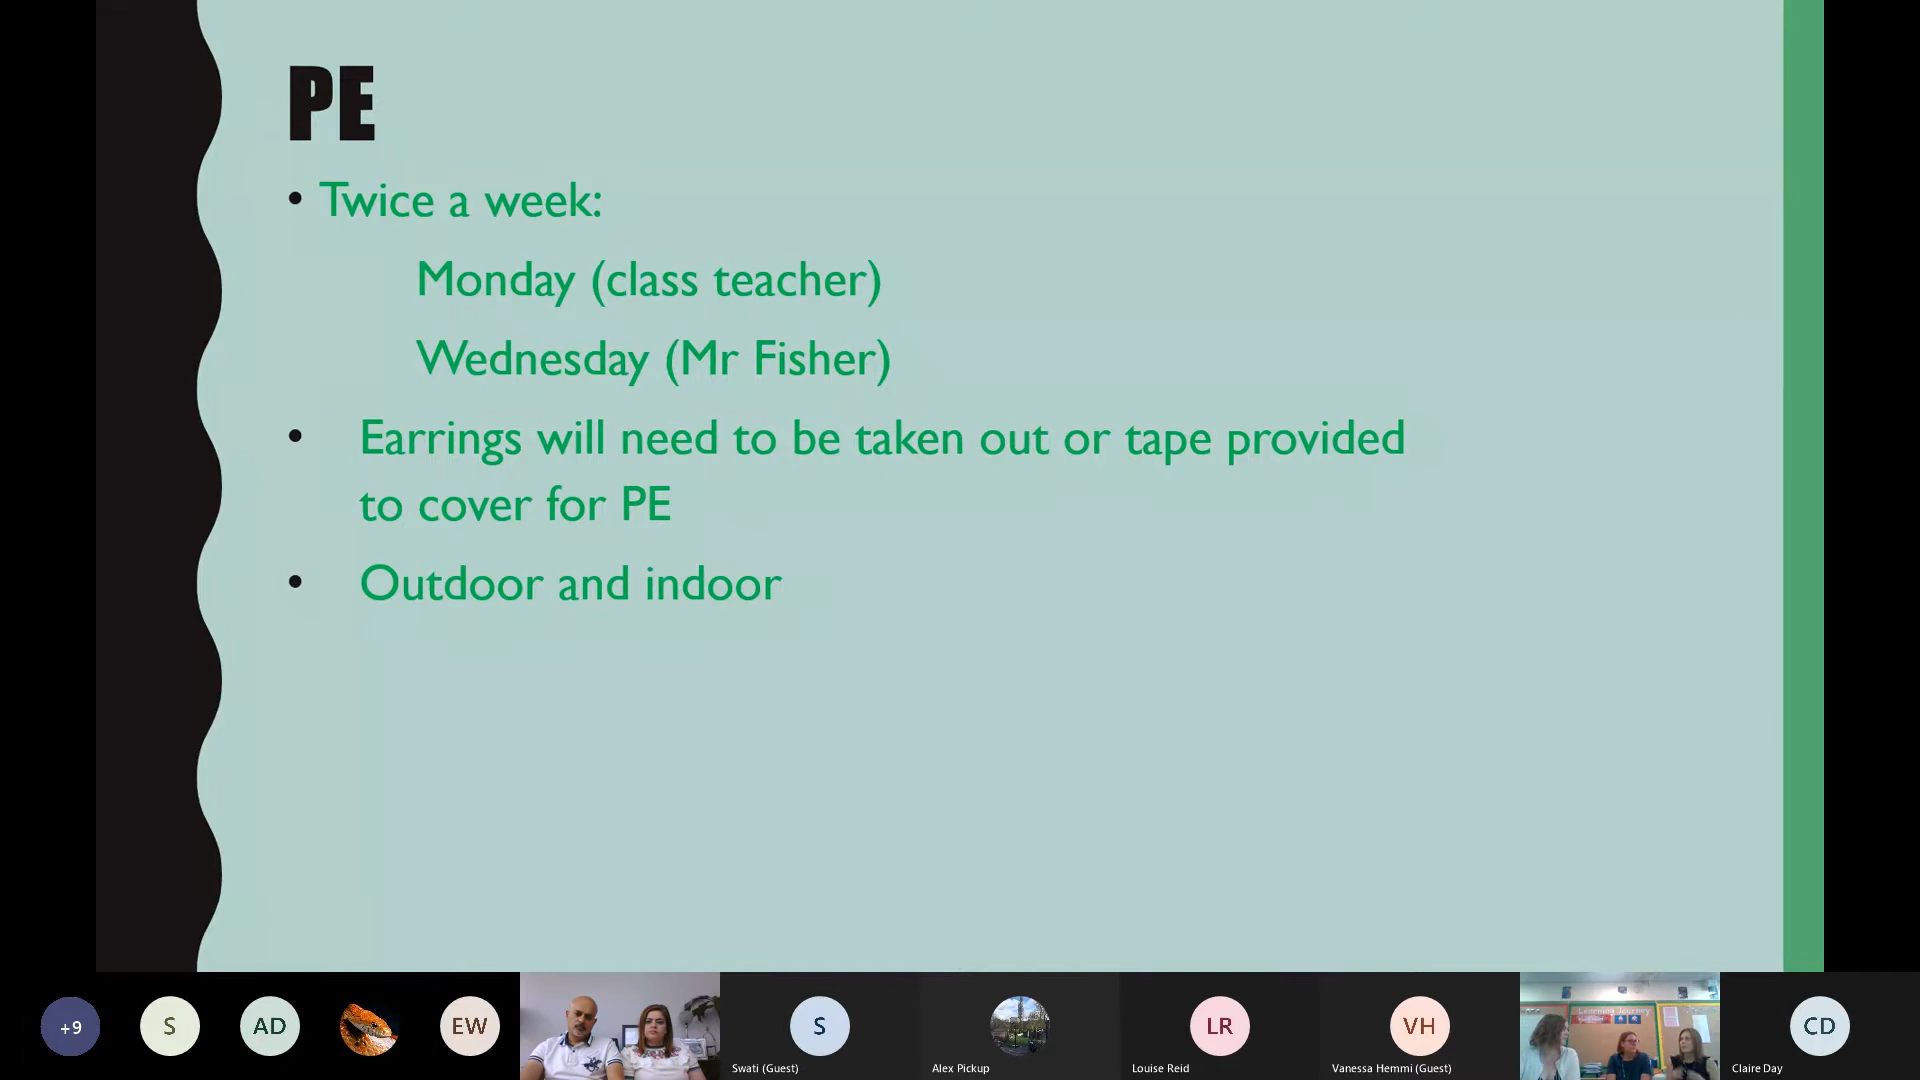 PE
• Twice a week:
Monday (class teacher)
Wednesday (Mr Fisher)
• Earrings will need to be taken out or tape provided
to cover for PE
• Outdoor and indoor
+9
S
AD
EW
S
Swati (Guest)
Alex Pickup
LR
Louise Reid
VH
Vanessa Hemmi (Guest)
Learning Journey
CD
Claire Day